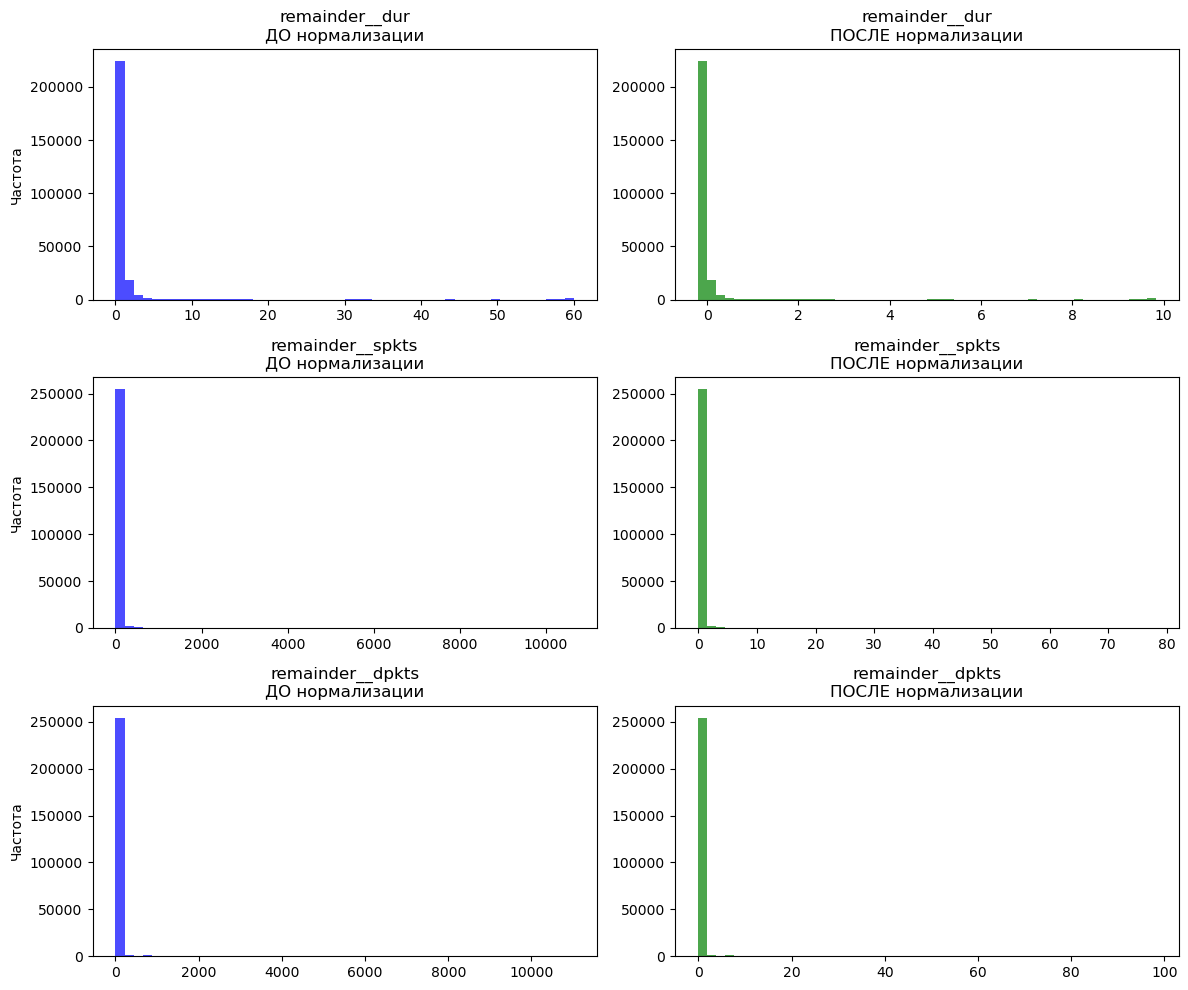 remainder__dur
ДО нормализации
remainder__dur
ПОСЛЕ нормализации
Частота
200000
150000
100000
50000
0
0 10 20 30 40 50 60
200000
150000
100000
50000
0
0 2 4 6 8 10
remainder__spkts
ДО нормализации
remainder__spkts
ПОСЛЕ нормализации
Частота
250000
200000
150000
100000
50000
0
0 2000 4000 6000 8000 10000
250000
200000
150000
100000
50000
0
0 10 20 30 40 50 60 70 80
remainder__dpkts
ДО нормализации
remainder__dpkts
ПОСЛЕ нормализации
Частота
250000
200000
150000
100000
50000
0
0 2000 4000 6000 8000 10000
250000
200000
150000
100000
50000
0
0 20 40 60 80 100